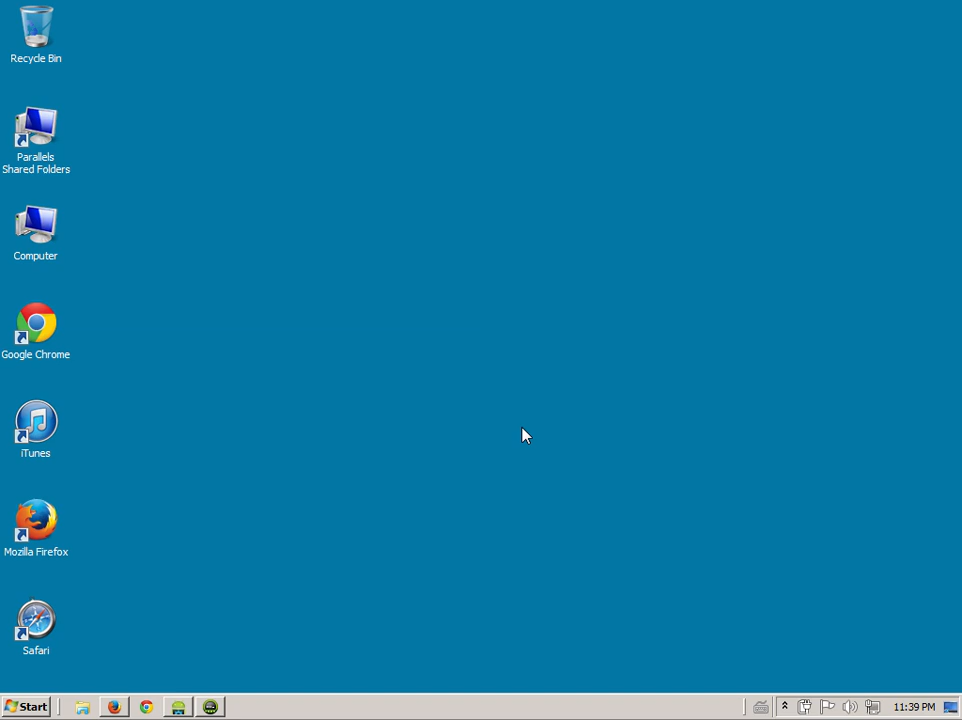 Recycle Bin
Parallels
Shared Folders
Computer
Google Chrome
iTunes
Mozilla Firefox
Safari
Start
11:39 PM